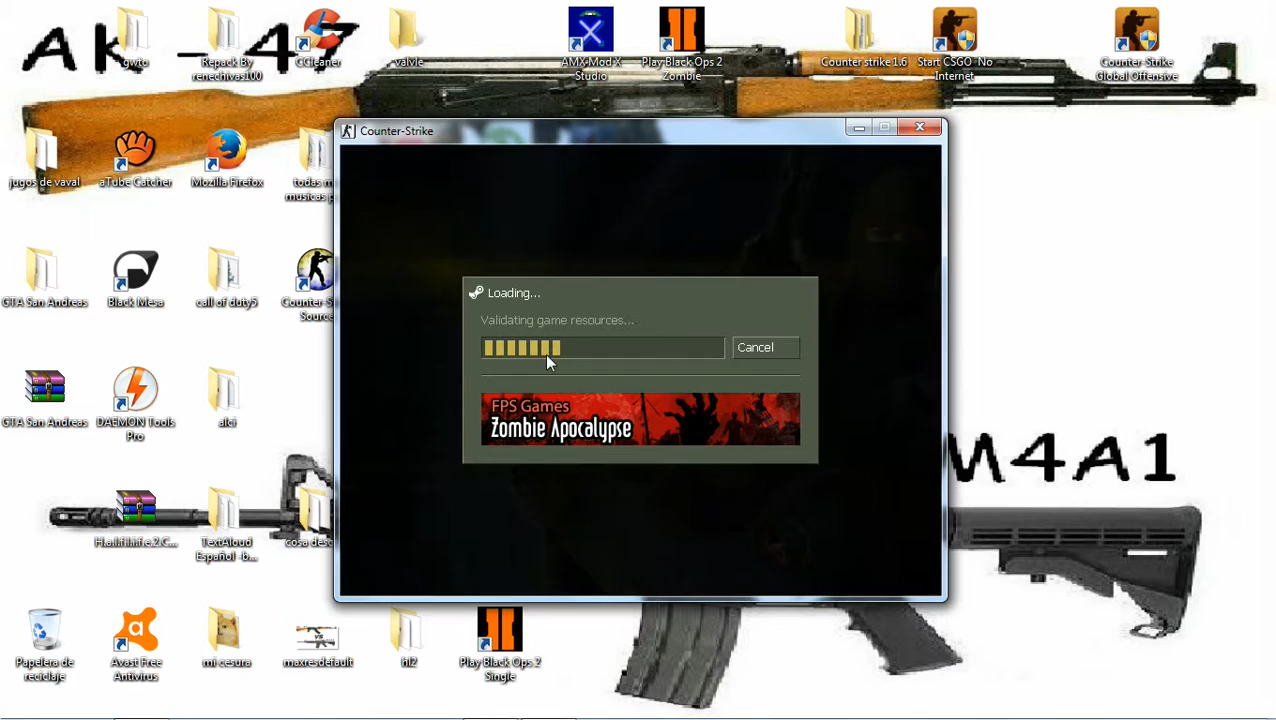 AK - 47
gwto
Repack By
renechivas100
CCleaner
valvle
AMX Mod X
Studio
Play Black Ops 2
Zombie
Counter strike 1.6
Start CSGO No
Internet
Counter-Strike
Global Offensive
jugos de vaval
aTube Catcher
Mozilla Firefox
todas m
musicas p
Counter-Strike
Loading...
Validating game resources...
Cancel
FPS Games
Zombie Apocalypse
GTA San Andreas
Black Mesa
call of duty5
Counter-S
Source
GTA San Andreas
DAEMON Tools
Pro
alci
M4A1
H.a.l.f.l.i.f.e.2.C...
TextAloud
Español -b...
cosa desc
Papelera de
reciclaje
Avast Free
Antivirus
mi cesura
VS
maxresdefault
hl2
Play Black Ops 2
Single